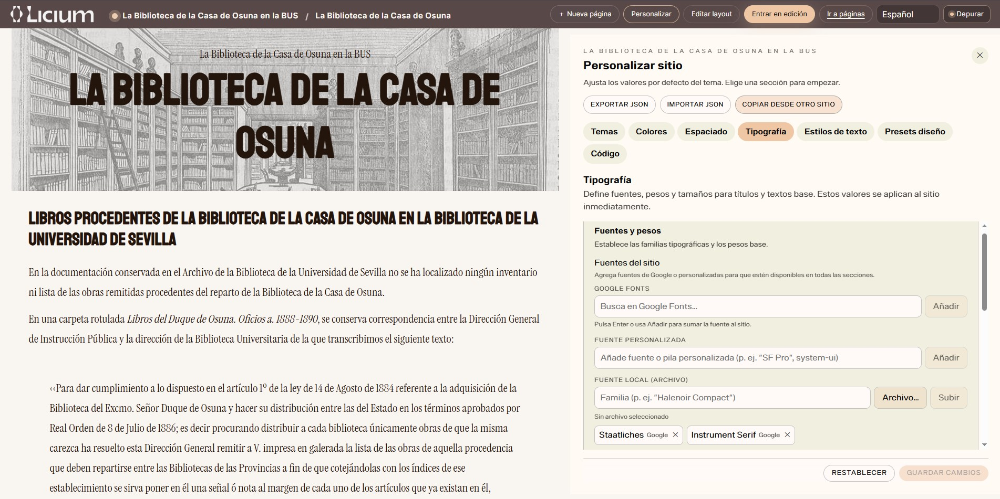 Licium
La Biblioteca de la Casa de Osuna en la BUS / La Biblioteca de la Casa de Osuna
+ Nueva página
Personalizar
Editar layout
Entrar en edición
Ir a páginas
Español
Depurar
La Biblioteca de la Casa de Osuna en la BUS
LA BIBLIOTECA DE LA CASA DE
OSUNA
LIBROS PROCEDENTES DE LA BIBLIOTECA DE LA CASA DE OSUNA EN LA BIBLIOTECA DE LA
UNIVERSIDAD DE SEVILLA
En la documentación conservada en el Archivo de la Biblioteca de la Universidad de Sevilla no se ha localizado ningún inventario
ni lista de las obras remitidas procedentes del reparto de la Biblioteca de la Casa de Osuna.
En una carpeta rotulada Libros del Duque de Osuna. Oficios a. 1888-1890, se conserva correspondencia entre la Dirección General
de Instrucción Pública y la dirección de la Biblioteca Universitaria de la que transcribimos el siguiente texto:
‹‹Para dar cumplimiento a lo dispuesto en el artículo 1º de la ley de 14 de Agosto de 1884 referente a la adquisición de la
Biblioteca del Excmo. Señor Duque de Osuna y hacer su distribución entre las del Estado en los términos aprobados por
Real Orden de 8 de Julio de 1886; es decir procurando distribuir a cada biblioteca únicamente obras de que la misma
carezca ha resuelto esta Dirección General remitir a V. impresa en galerada la lista de las obras de aquella procedencia
que deben repartirse entre las Bibliotecas de las Provincias a fin de que cotejándolas con los índices de ese
establecimiento se sirva poner en él una señal ó nota al margen de cada uno de los artículos que ya existan en él,
LA BIBLIOTECA DE LA CASA DE OSUNA EN LA BUS
Personalizar sitio
Ajusta los valores por defecto del tema. Elige una sección para empezar.
EXPORTAR JSON
IMPORTAR JSON
COPIAR DESDE OTRO SITIO
Temas
Colores
Espaciado
Tipografía
Estilos de texto
Presets diseño
Código
Tipografía
Define fuentes, pesos y tamaños para títulos y textos base. Estos valores se aplican al sitio
inmediatamente.
Fuentes y pesos
Establece las familias tipográficas y los pesos base.
Fuentes del sitio
Agrega fuentes de Google o personalizadas para que estén disponibles en todas las secciones.
GOOGLE FONTS
Busca en Google Fonts...
Añadir
Pulsa Enter o usa Añadir para sumar la fuente al sitio.
FUENTE PERSONALIZADA
Añade fuente o pila personalizada (p. ej. "SF Pro", system-ui)
Añadir
FUENTE LOCAL (ARCHIVO)
Familia (p. ej. "Halenoir Compact")
Archivo...
Subir
Sin archivo seleccionado
Staatliches Google ×
Instrument Serif Google ×
RESTABLECER
GUARDAR CAMBIOS